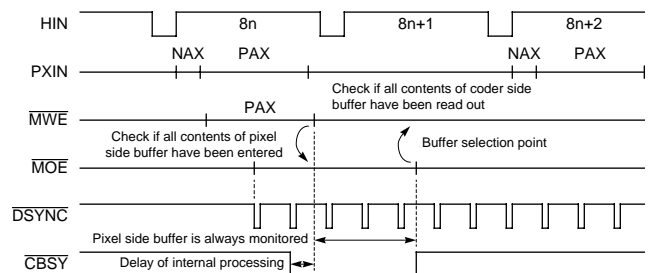 HIN 8n 8n+1 8n+2
NAX PAX NAX PAX
PXIN
Check if all contents of coder side
buffer have been read out
MWE PAX
Check if all contents of pixel
side buffer have been entered
Buffer selection point
MOE
DSYNC
Pixel side buffer is always monitored
CBSY Delay of internal processing